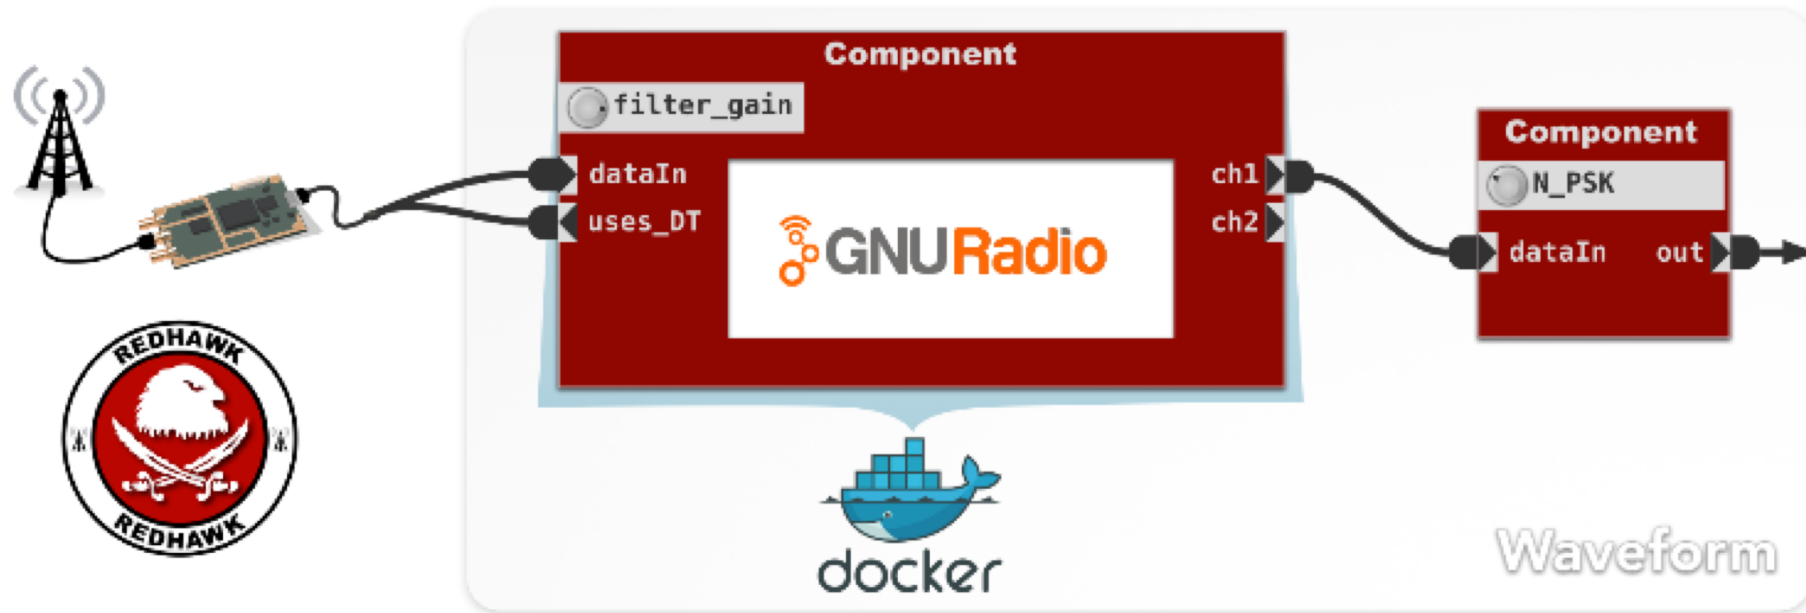 Component
filter_gain
dataIn
uses_DT
GNURadio
ch1
ch2
Component
N_PSK
dataIn
out
REDHAWK
REDHAWK
docker
Waveform